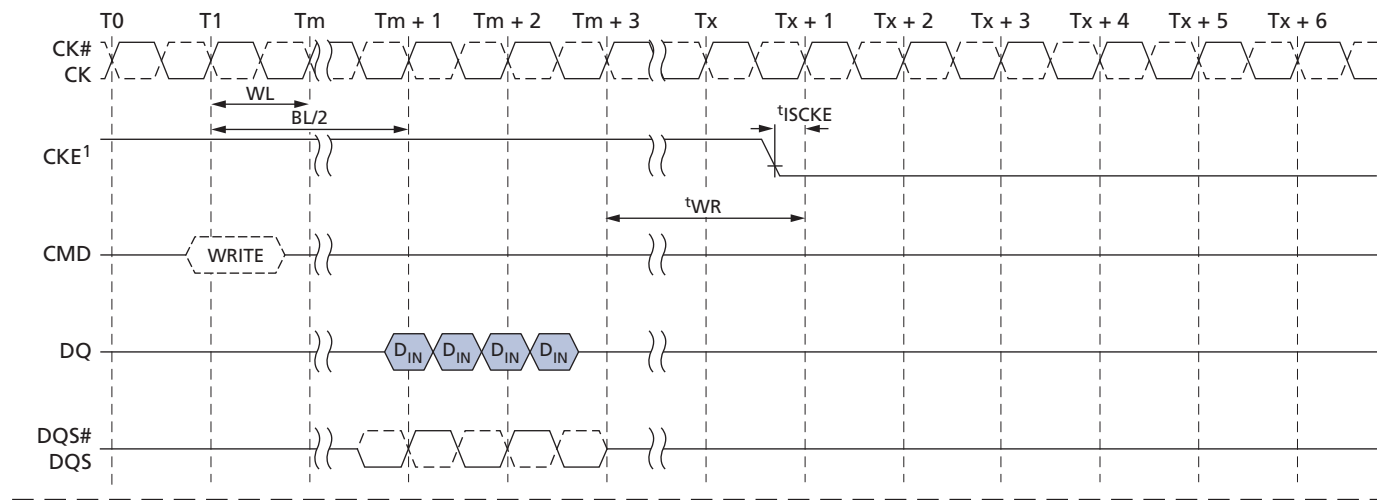 T0 T1 Tm Tm + 1 Tm + 2 Tm + 3 Tx Tx + 1 Tx + 2 Tx + 3 Tx + 4 Tx + 5 Tx + 6
CK#
CK
WL
BL/2
tISCKE
CKE1
tWR
CMD WRITE
DQ DIN DIN DIN DIN
DQS#
DQS